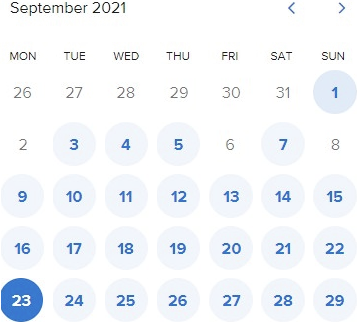 September 2021
MON TUE WED THU FRI SAT SUN
26 27 28 29 30 31 1
2 3 4 5 6 7 8
9 10 11 12 13 14 15
16 17 18 19 20 21 22
23 24 25 26 27 28 29